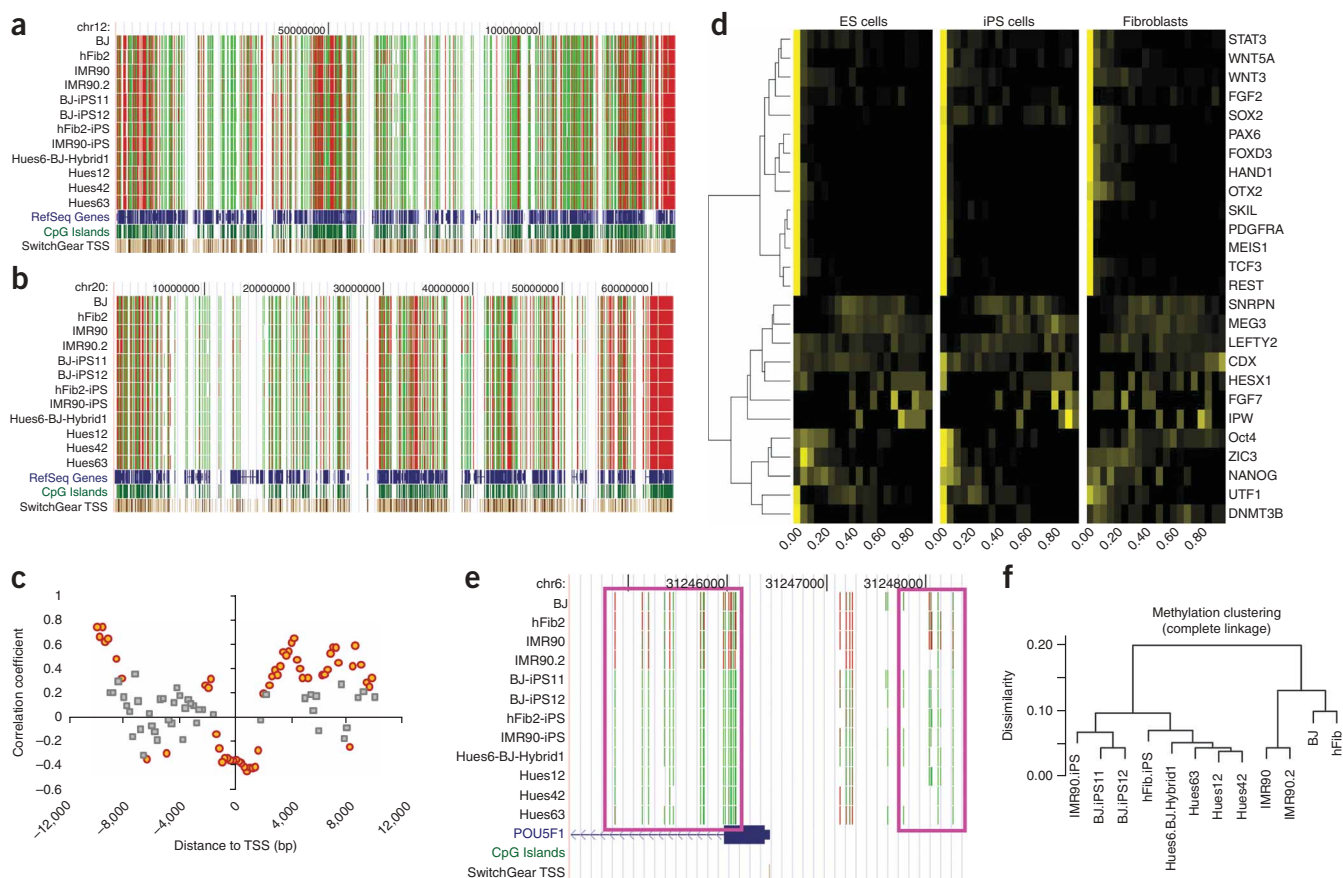 a
chr12: 50000000 100000000
BJ
hFib2
IMR90
IMR90.2
BJ-iPS11
BJ-iPS12
hFib2-iPS
IMR90-iPS
Hues6-BJ-Hybrid1
Hues12
Hues42
Hues63
RefSeq Genes
CpG Islands
SwitchGear TSS
b
chr20: 10000000 20000000 30000000 40000000 50000000 60000000
BJ
hFib2
IMR90
IMR90.2
BJ-iPS11
BJ-iPS12
hFib2-iPS
IMR90-iPS
Hues6-BJ-Hybrid1
Hues12
Hues42
Hues63
RefSeq Genes
CpG Islands
SwitchGear TSS
c
Correlation coefficient
1
0.8
0.6
0.4
0.2
0
–0.2
–0.4
–0.6
–12,000 –8,000 –4,000 0 4,000 8,000 12,000
Distance to TSS (bp)
d
ES cells iPS cells Fibroblasts
STAT3
WNT5A
WNT3
FGF2
SOX2
PAX6
FOXD3
HAND1
OTX2
SKIL
PDGFRA
MEIS1
TCF3
REST
SNRPN
MEG3
LEFTY2
CDX
HESX1
FGF7
IPW
Oct4
ZIC3
NANOG
UTF1
DNMT3B
0.00 0.20 0.40 0.60 0.80 0.00 0.20 0.40 0.60 0.80 0.00 0.20 0.40 0.60 0.80
e
chr6: 31246000 31247000 31248000
BJ
hFib2
IMR90
IMR90.2
BJ-iPS11
BJ-iPS12
hFib2-iPS
IMR90-iPS
Hues6-BJ-Hybrid1
Hues12
Hues42
Hues63
POU5F1
CpG Islands
SwitchGear TSS
f
Methylation clustering
(complete linkage)
Dissimilarity
0.20
0.10
0.00
IMR90.iPS
BJ.iPS11
BJ.iPS12
hFib.iPS
Hues6.BJ.Hybrid1
Hues63
Hues12
Hues42
IMR90
IMR90.2
BJ
hFib